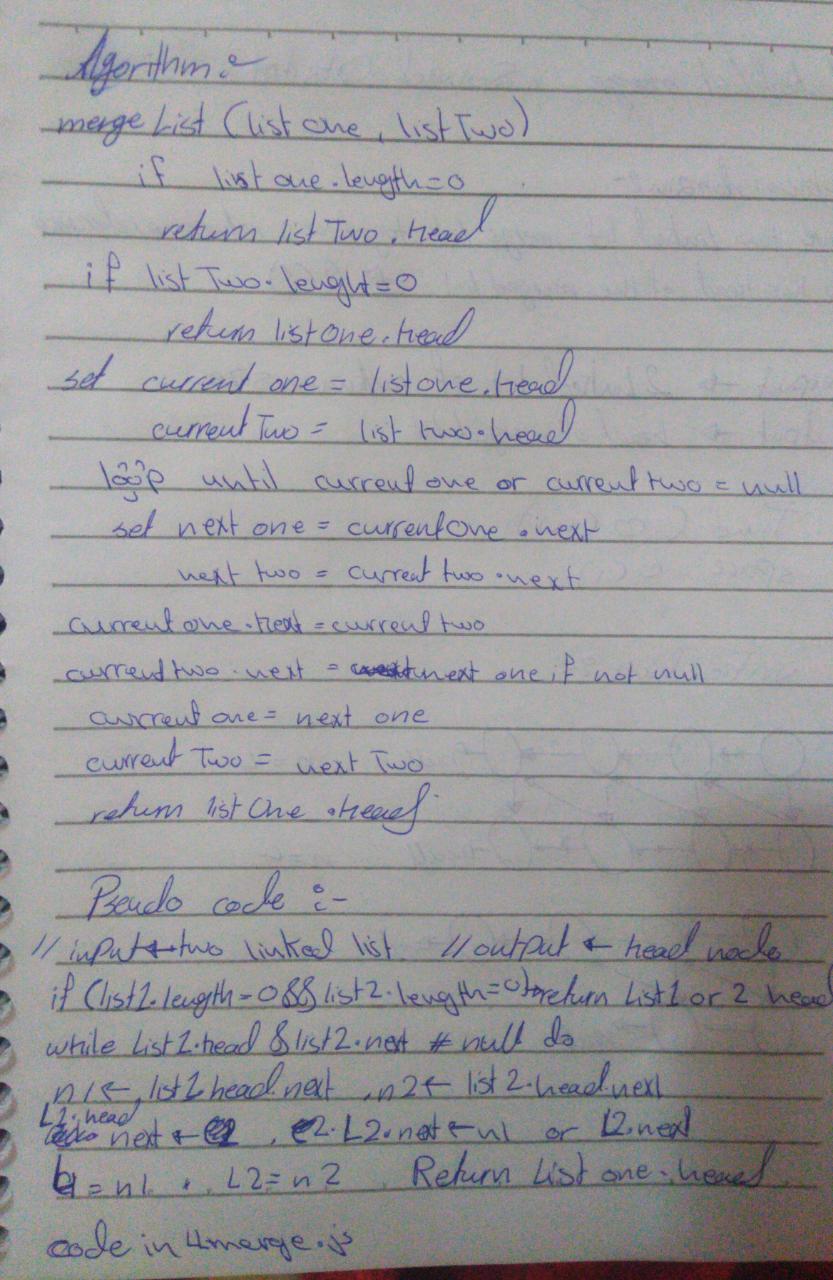 Algorithm :-
merge List (list one , list Two)
if list one . length = 0
return list Two . head
if list Two . lenght = 0
return list one . head
set current one = list one . head
current Two = list two . head
loop until current one or current two = null
set next one = current one . next
next two = current two . next
current one . next = current two
current two . next = next one if not null
current one = next one
current Two = next Two
return list One . head
Pseudo code :-
// input ← two linked list // output ← head node
if (list1.length = 0 && list2.length = 0) → return List1 or 2 head
while List1.head & list2.next ≠ null do
n1 ← list1 head.next , n2 ← list2.head.next
L2.head
next ← . L2.next ← n1 or L2.next
= n1 . L2 = n2 Return List one . head
code in 4merge.js